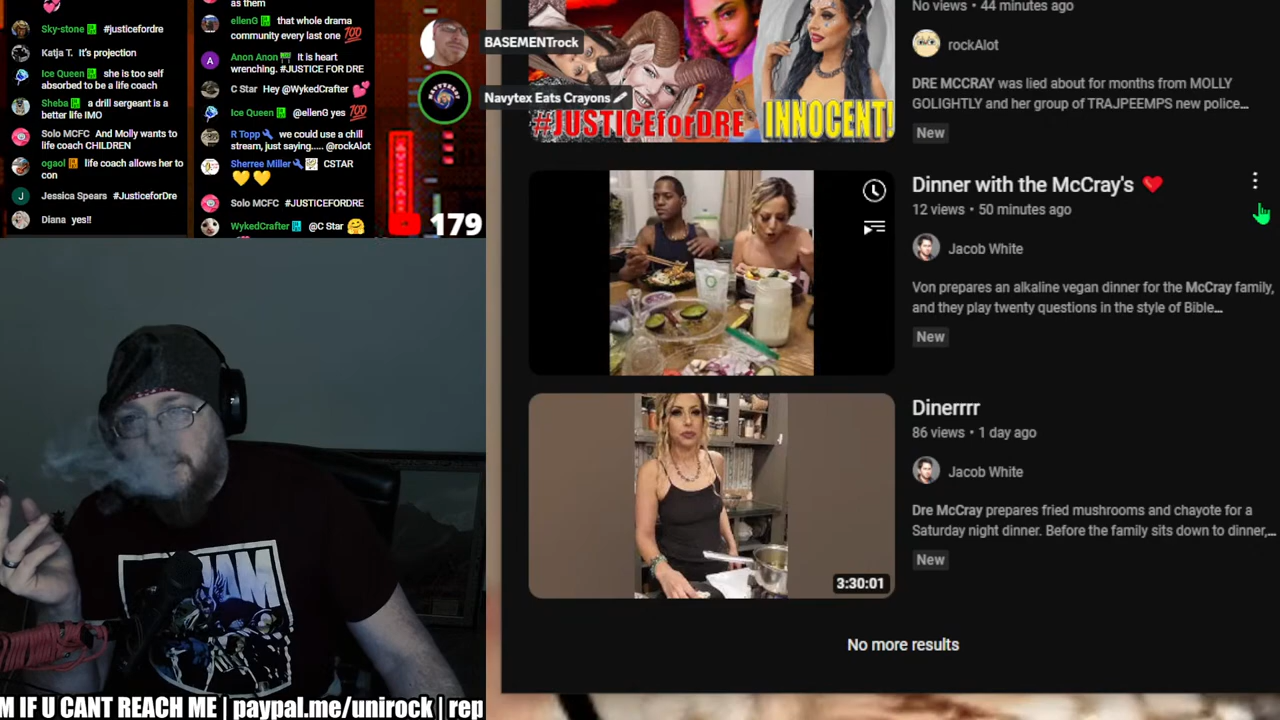 as them
Sky-stone #justicefordre
Katja T. It's projection
Ice Queen she is too self
absorbed to be a life coach
Sheba a drill sergeant is a
better life IMO
Solo MCFC And Molly wants to
life coach CHILDREN
ogaol life coach allows her to
con
Jessica Spears #JusticeforDre
Diana yes!!
ellenG that whole drama
community every last one 💯
Anon Anon It is heart
wrenching. #JUSTICE FOR DRE
C Star Hey @WykedCrafter 💕
Ice Queen @ellenG yes 💯
R Topp we could use a chill
stream, just saying..... @rockAlot
Sherree Miller CSTAR
💛 💛
Solo MCFC #JUSTICEFORDRE
WykedCrafter @C Star 🤗
BASEMENTrock
Navytex Eats Crayons 🖍
179
JAM
M IF U CANT REACH ME | paypal.me/unirock | rep
#JUSTICEforDRE INNOCENT!
No views • 44 minutes ago
rockAlot
DRE MCCRAY was lied about for months from MOLLY
GOLIGHTLY and her group of TRAJPEEMPS new police…
New
Dinner with the McCray's ❤
12 views • 50 minutes ago
Jacob White
Von prepares an alkaline vegan dinner for the McCray family,
and they play twenty questions in the style of Bible…
New
3:30:01
Dinerrrr
86 views • 1 day ago
Jacob White
Dre McCray prepares fried mushrooms and chayote for a
Saturday night dinner. Before the family sits down to dinner,…
New
No more results